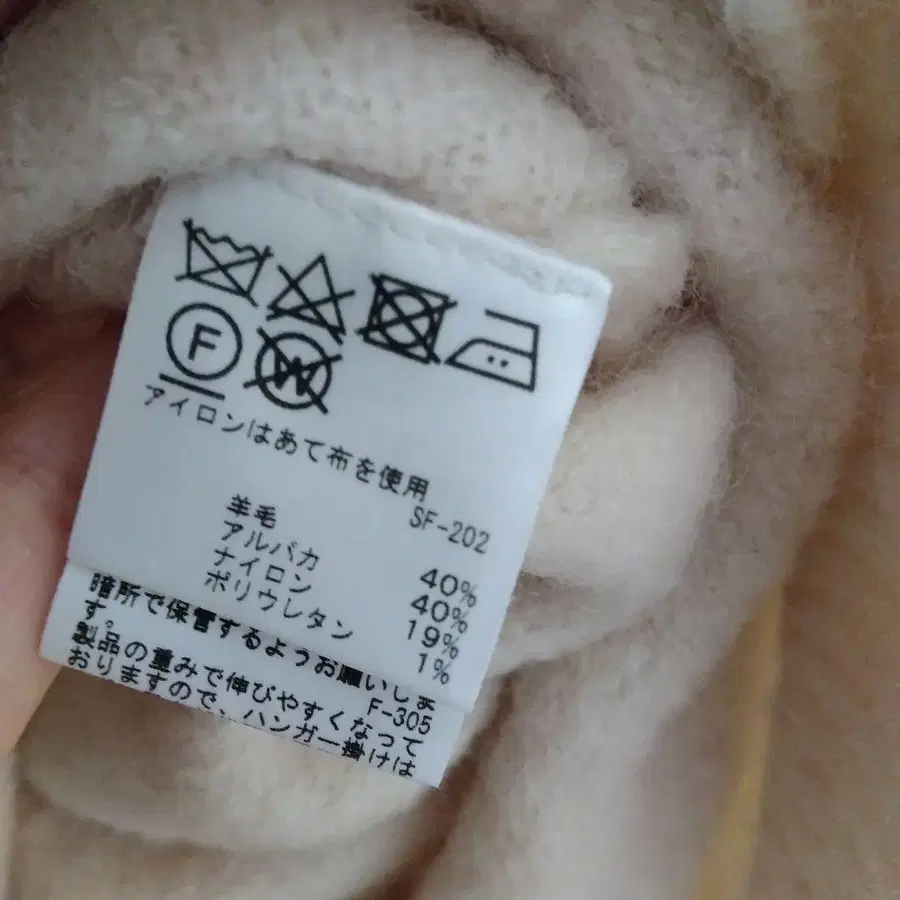 F W
アイロンはあて布を使用
SF-202
羊毛 40%
アルパカ 40%
ナイロン 19%
ポリウレタン 1%
暗所で保管するようお願いしま
す。
F-305
製品の重みで伸びやすくなって
おりますので、ハンガー掛けは